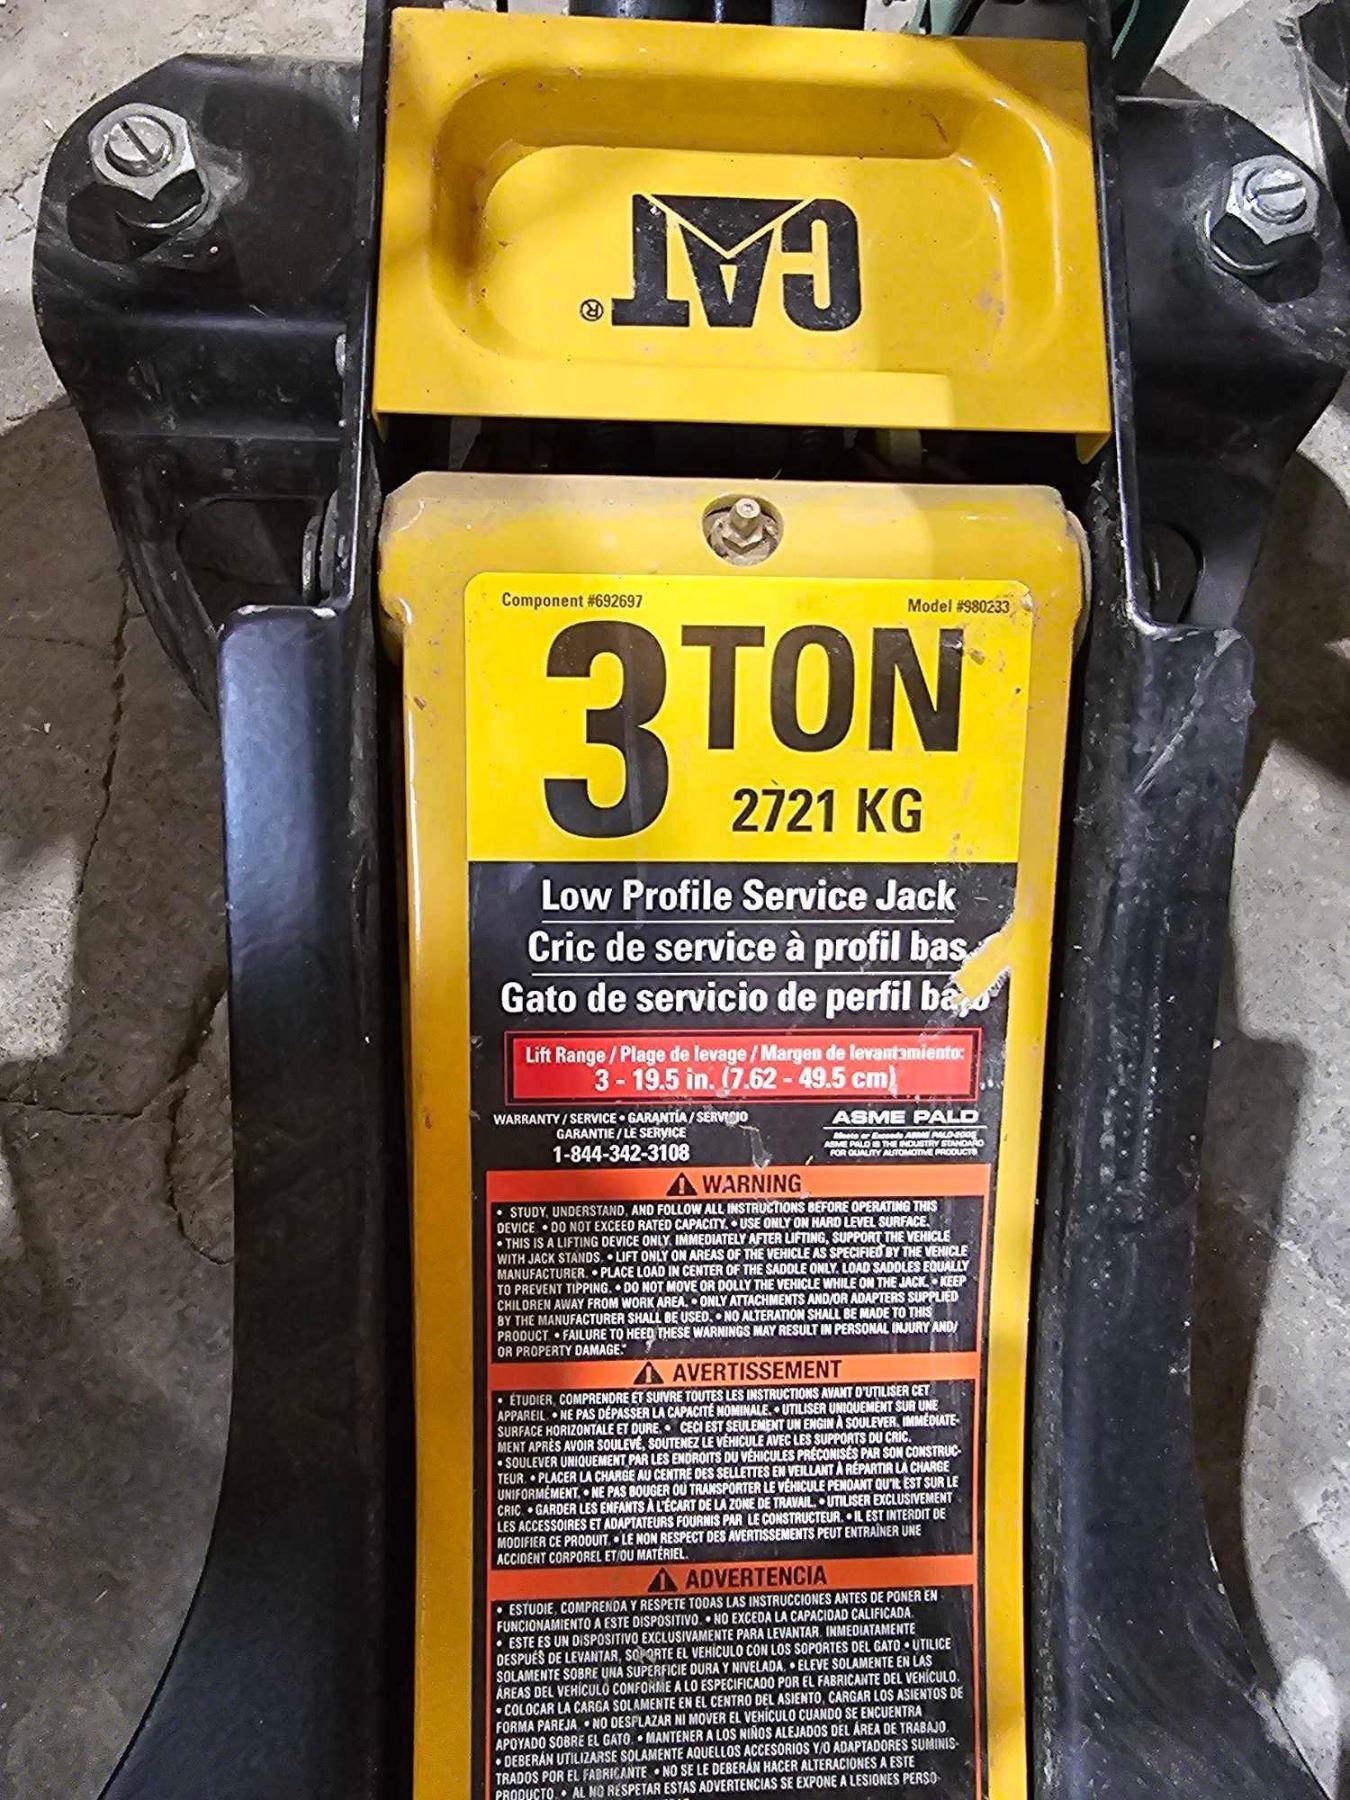 CAT®
Component #692697 Model #980233
3 TON
2721 KG
Low Profile Service Jack
Cric de service à profil bas
Gato de servicio de perfil bajo
Lift Range / Plage de levage / Margen de levantamiento:
3 - 19.5 in. (7.62 - 49.5 cm)
WARRANTY / SERVICE • GARANTÍA / SERVICIO
GARANTIE / LE SERVICE
1-844-342-3108
ASME PALD
Meets or Exceeds ASME PALD-2005
ASME PALD IS THE INDUSTRY STANDARD
FOR QUALITY AUTOMOTIVE PRODUCTS
⚠ WARNING
• STUDY, UNDERSTAND, AND FOLLOW ALL INSTRUCTIONS BEFORE OPERATING THIS
DEVICE. • DO NOT EXCEED RATED CAPACITY. • USE ONLY ON HARD LEVEL SURFACE.
• THIS IS A LIFTING DEVICE ONLY. IMMEDIATELY AFTER LIFTING, SUPPORT THE VEHICLE
WITH JACK STANDS. • LIFT ONLY ON AREAS OF THE VEHICLE AS SPECIFIED BY THE VEHICLE
MANUFACTURER. • PLACE LOAD IN CENTER OF THE SADDLE ONLY. LOAD SADDLES EQUALLY
TO PREVENT TIPPING. • DO NOT MOVE OR DOLLY THE VEHICLE WHILE ON THE JACK. • KEEP
CHILDREN AWAY FROM WORK AREA. • ONLY ATTACHMENTS AND/OR ADAPTERS SUPPLIED
BY THE MANUFACTURER SHALL BE USED. • NO ALTERATION SHALL BE MADE TO THIS
PRODUCT. • FAILURE TO HEED THESE WARNINGS MAY RESULT IN PERSONAL INJURY AND/
OR PROPERTY DAMAGE."
⚠ AVERTISSEMENT
• ÉTUDIER, COMPRENDRE ET SUIVRE TOUTES LES INSTRUCTIONS AVANT D'UTILISER CET
APPAREIL. • NE PAS DÉPASSER LA CAPACITÉ NOMINALE. • UTILISER UNIQUEMENT SUR UNE
SURFACE HORIZONTALE ET DURE. • CECI EST SEULEMENT UN ENGIN À SOULEVER. IMMÉDIATE-
MENT APRÈS AVOIR SOULEVÉ, SOUTENEZ LE VÉHICULE AVEC LES SUPPORTS DU CRIC.
• SOULEVER UNIQUEMENT PAR LES ENDROITS DU VÉHICULES PRÉCONISÉS PAR SON CONSTRUC-
TEUR. • PLACER LA CHARGE AU CENTRE DES SELLETTES EN VEILLANT À RÉPARTIR LA CHARGE
UNIFORMÉMENT. • NE PAS BOUGER OU TRANSPORTER LE VÉHICULE PENDANT QU'IL EST SUR LE
CRIC. • GARDER LES ENFANTS À L'ÉCART DE LA ZONE DE TRAVAIL. • UTILISER EXCLUSIVEMENT
LES ACCESSOIRES ET ADAPTATEURS FOURNIS PAR LE CONSTRUCTEUR. • IL EST INTERDIT DE
MODIFIER CE PRODUIT. • LE NON RESPECT DES AVERTISSEMENTS PEUT ENTRAÎNER UNE
ACCIDENT CORPOREL ET/OU MATÉRIEL.
⚠ ADVERTENCIA
• ESTUDIE, COMPRENDA Y RESPETE TODAS LAS INSTRUCCIONES ANTES DE PONER EN
FUNCIONAMIENTO A ESTE DISPOSITIVO. • NO EXCEDA LA CAPACIDAD CALIFICADA.
• ESTE ES UN DISPOSITIVO EXCLUSIVAMENTE PARA LEVANTAR. INMEDIATAMENTE
DESPUÉS DE LEVANTAR, SOPORTE EL VEHÍCULO CON LOS SOPORTES DEL GATO • UTILICE
SOLAMENTE SOBRE UNA SUPERFICIE DURA Y NIVELADA. • ELEVE SOLAMENTE EN LAS
ÁREAS DEL VEHÍCULO CONFORME A LO ESPECIFICADO POR EL FABRICANTE DEL VEHÍCULO.
• COLOCAR LA CARGA SOLAMENTE EN EL CENTRO DEL ASIENTO, CARGAR LOS ASIENTOS DE
FORMA PAREJA. • NO DESPLAZAR NI MOVER EL VEHÍCULO CUANDO SE ENCUENTRA
APOYADO SOBRE EL GATO. • MANTENER A LOS NIÑOS ALEJADOS DEL ÁREA DE TRABAJO.
• DEBERÁN UTILIZARSE SOLAMENTE AQUELLOS ACCESORIOS Y/O ADAPTADORES SUMINIS-
TRADOS POR EL FABRICANTE. • NO SE LE DEBERÁN HACER ALTERACIONES A ESTE
PRODUCTO. • AL NO RESPETAR ESTAS ADVERTENCIAS SE EXPONE A LESIONES PERSO-